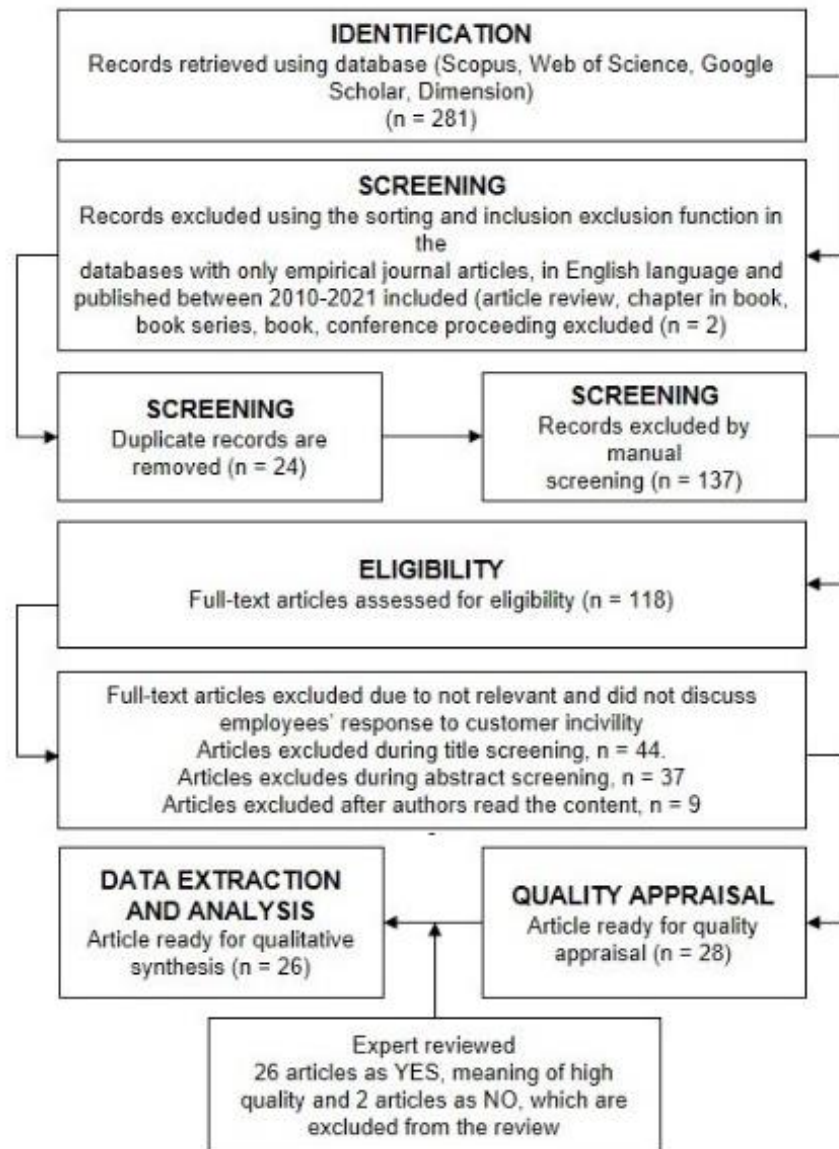 IDENTIFICATION
Records retrieved using database (Scopus, Web of Science, Google
Scholar, Dimension)
(n = 281)
SCREENING
Records excluded using the sorting and inclusion exclusion function in
the
databases with only empirical journal articles, in English language and
published between 2010-2021 included (article review, chapter in book,
book series, book, conference proceeding excluded (n = 2)
SCREENING
Duplicate records are
removed (n = 24)
SCREENING
Records excluded by
manual
screening (n = 137)
ELIGIBILITY
Full-text articles assessed for eligibility (n = 118)
Full-text articles excluded due to not relevant and did not discuss
employees' response to customer incivility
Articles excluded during title screening, n = 44.
Articles excludes during abstract screening, n = 37
Articles excluded after authors read the content, n = 9
DATA EXTRACTION
AND ANALYSIS
Article ready for qualitative
synthesis (n = 26)
QUALITY APPRAISAL
Article ready for quality
appraisal (n = 28)
Expert reviewed
26 articles as YES, meaning of high
quality and 2 articles as NO, which are
excluded from the review